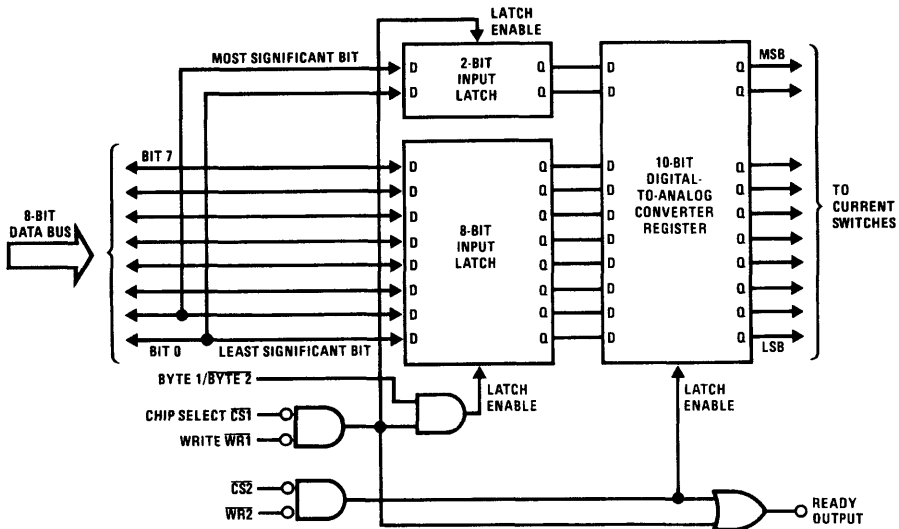 LATCH
ENABLE
MOST SIGNIFICANT BIT
D
D
2-BIT
INPUT
LATCH
Q
Q
D
D
Q
Q
MSB
BIT 7
8-BIT
DATA BUS
D
D
D
D
D
D
D
D
8-BIT
INPUT
LATCH
Q
Q
Q
Q
Q
Q
Q
Q
D
D
D
D
D
D
D
D
10-BIT
DIGITAL-
TO-ANALOG
CONVERTER
REGISTER
Q
Q
Q
Q
Q
Q
Q
Q
TO
CURRENT
SWITCHES
BIT 0
LEAST SIGNIFICANT BIT
LSB
BYTE 1/BYTE 2
LATCH
ENABLE
LATCH
ENABLE
CHIP SELECT CS1
WRITE WR1
CS2
WR2
READY
OUTPUT